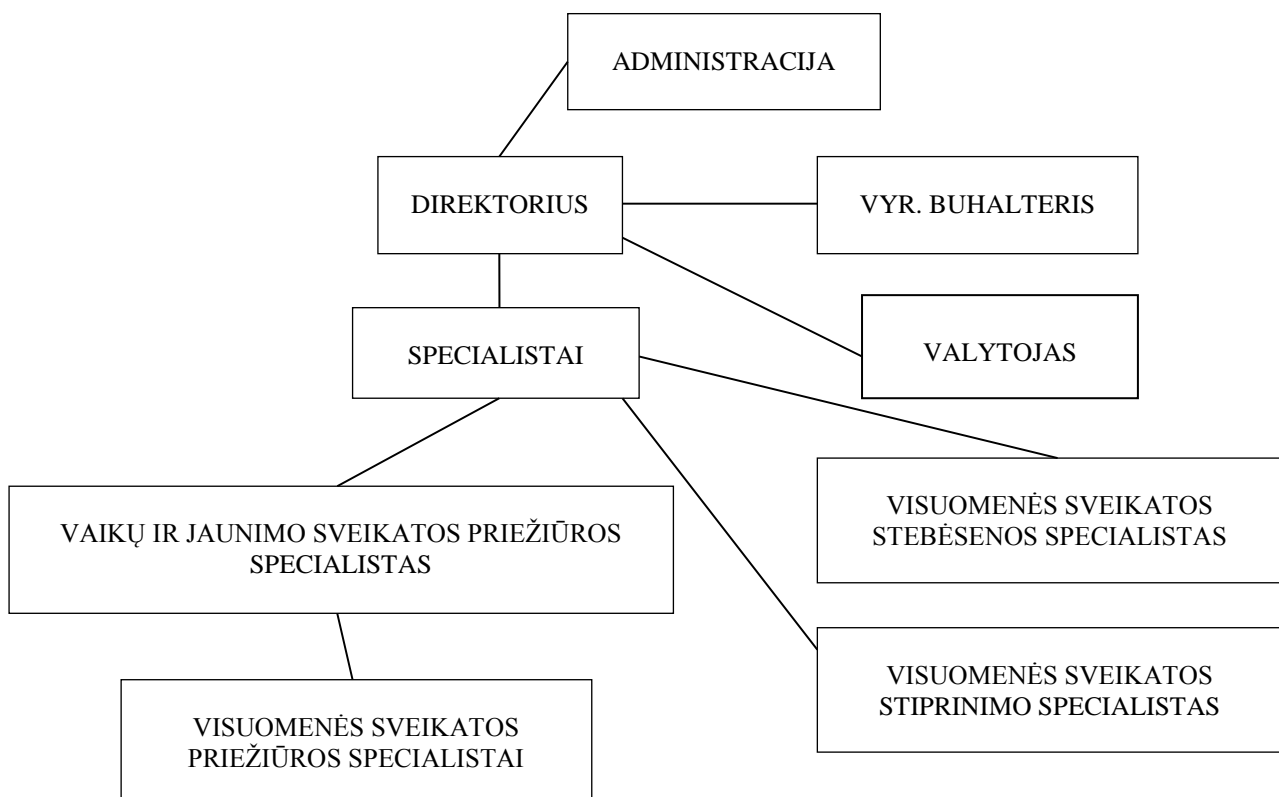 ADMINISTRACIJA
DIREKTORIUS
VYR. BUHALTERIS
SPECIALISTAI
VALYTOJAS
VAIKŲ IR JAUNIMO SVEIKATOS PRIEŽIŪROS
SPECIALISTAS
VISUOMENĖS SVEIKATOS
STEBĖSENOS SPECIALISTAS
VISUOMENĖS SVEIKATOS
STIPRINIMO SPECIALISTAS
VISUOMENĖS SVEIKATOS
PRIEŽIŪROS SPECIALISTAI